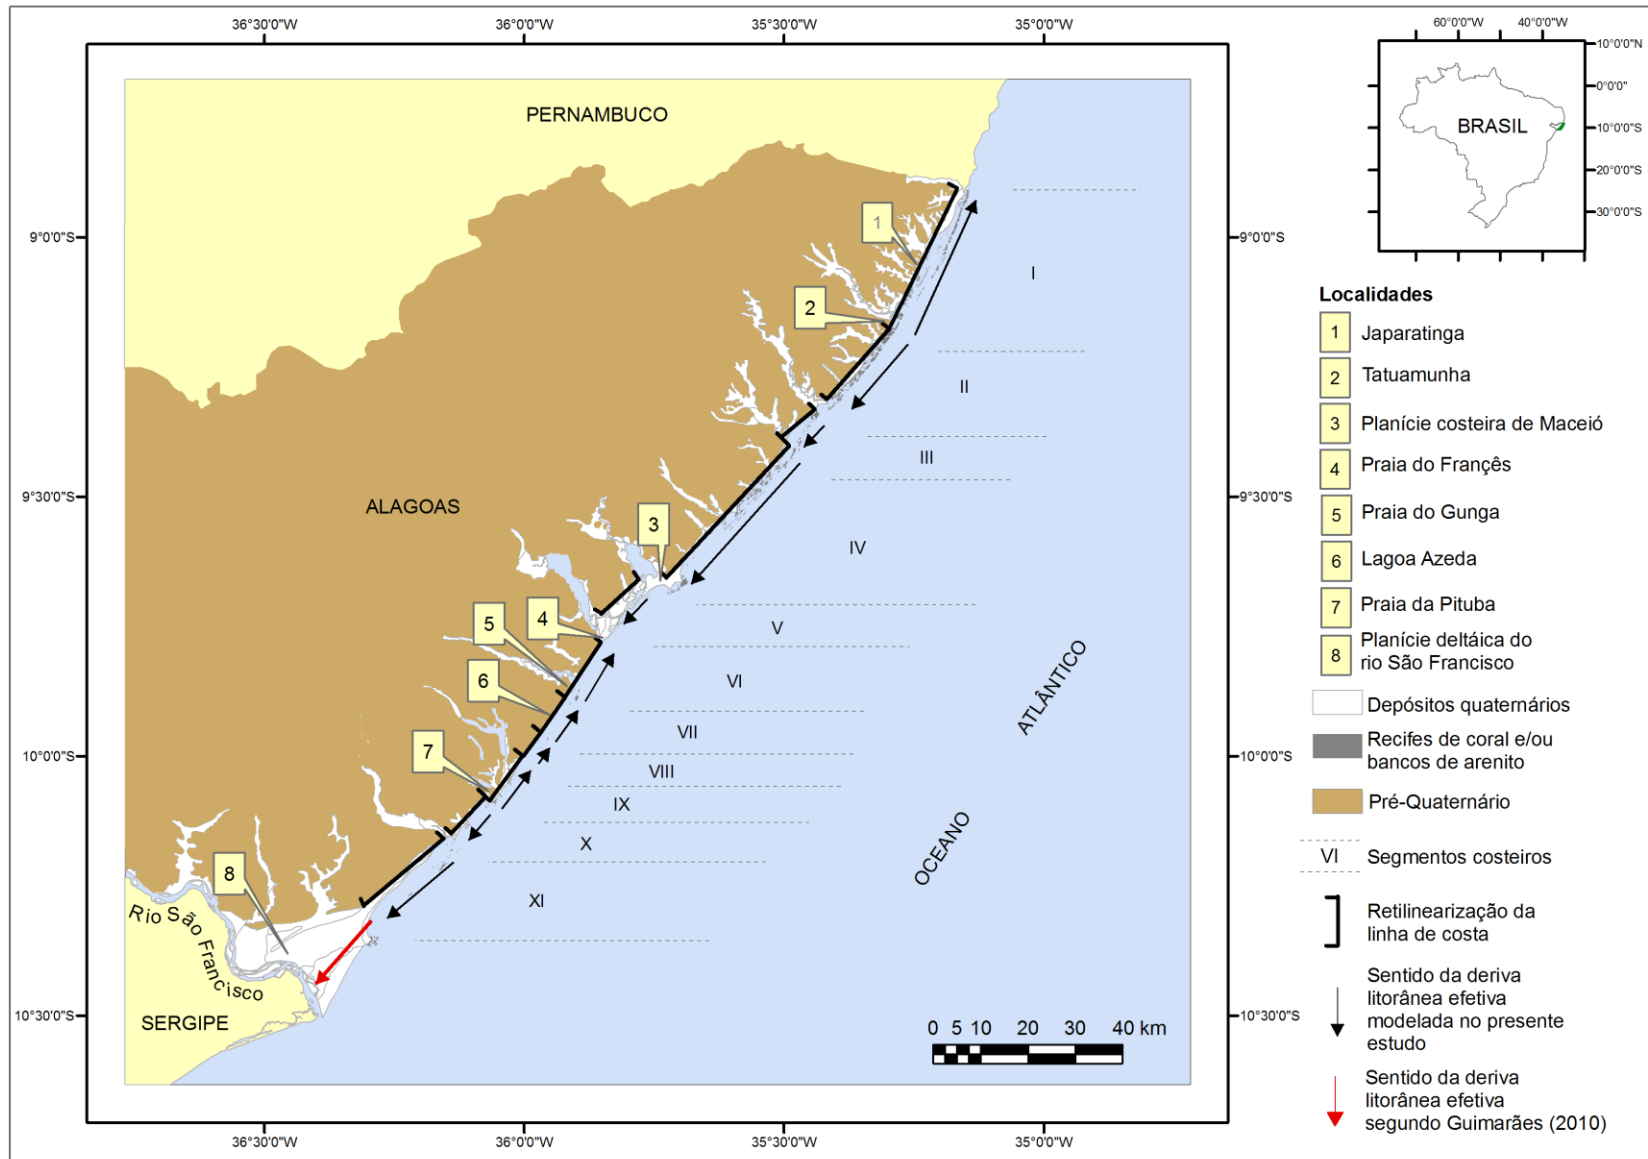 36°30'0"W
36°0'0"W
35°30'0"W
35°0'0"W
60°0'0"W
40°0'0"W
10°0'0"N
0°0'0"
10°0'0"S
20°0'0"S
30°0'0"S
BRASIL
PERNAMBUCO
9°0'0"S
9°0'0"S
1
I
2
II
III
9°30'0"S
9°30'0"S
ALAGOAS
3
IV
4
5
V
ATLÂNTICO
6
VI
VII
7
10°0'0"S
10°0'0"S
VIII
IX
OCEANO
X
8
XI
Rio São Francisco
SERGIPE
10°30'0"S
10°30'0"S
0 5 10 20 30 40 km
36°30'0"W
36°0'0"W
35°30'0"W
35°0'0"W
Localidades
1 Japaratinga
2 Tatuamunha
3 Planície costeira de Maceió
4 Praia do Françês
5 Praia do Gunga
6 Lagoa Azeda
7 Praia da Pituba
8 Planície deltáica do
rio São Francisco
Depósitos quaternários
Recifes de coral e/ou
bancos de arenito
Pré-Quaternário
VI Segmentos costeiros
Retilinearização da
linha de costa
Sentido da deriva
litorânea efetiva
modelada no presente
estudo
Sentido da deriva
litorânea efetiva
segundo Guimarães (2010)